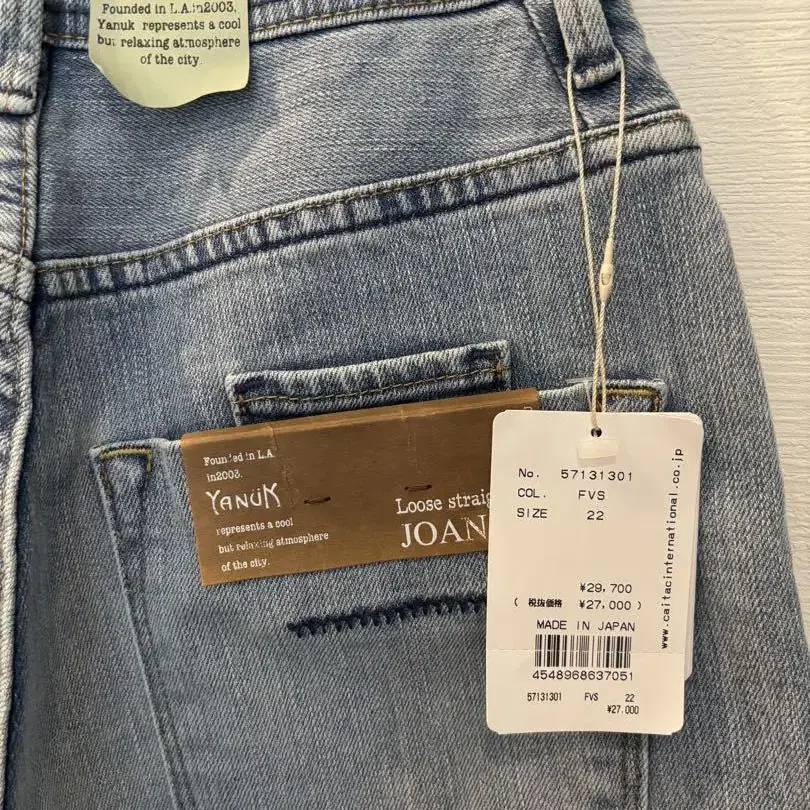 Founded in L.A.in2003.
Yanuk represents a cool
but relaxing atmosphere
of the city.
Founded in L.A
in2003.
YANUK
represents a cool
but relaxing atmosphere
of the city.
Loose straig
JOAN
No. 57131301
COL. FVS
SIZE 22
¥29,700
( 税抜価格 ¥27,000 )
MADE IN JAPAN
4548968637051
57131301 FVS 22
¥27,000
www.caitacinternational.co.jp